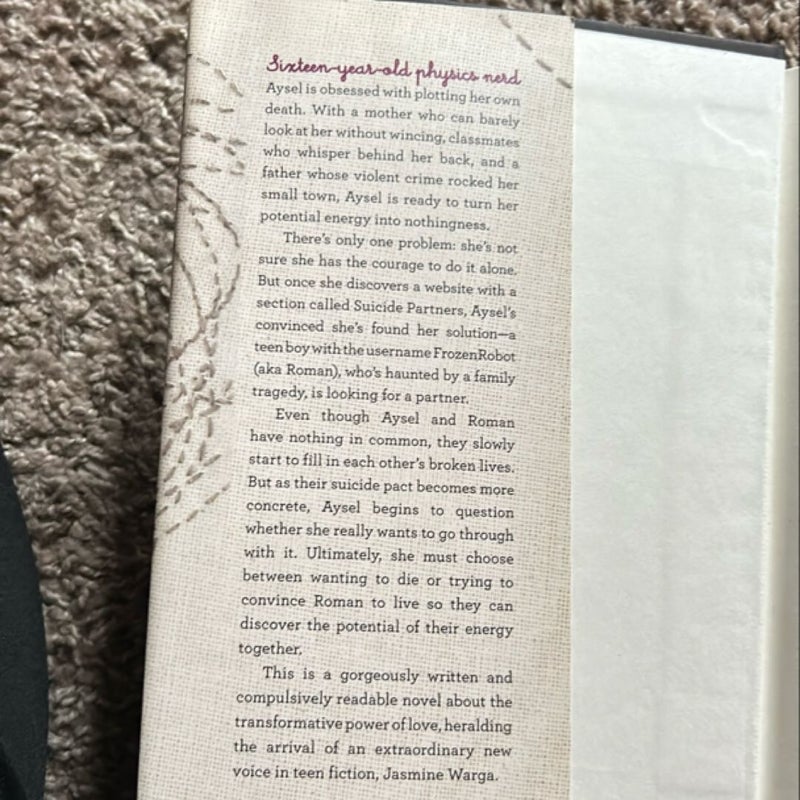 Sixteen-year-old physics nerd
Aysel is obsessed with plotting her own
death. With a mother who can barely
look at her without wincing, classmates
who whisper behind her back, and a
father whose violent crime rocked her
small town, Aysel is ready to turn her
potential energy into nothingness.
There's only one problem: she's not
sure she has the courage to do it alone.
But once she discovers a website with a
section called Suicide Partners, Aysel's
convinced she's found her solution—a
teen boy with the username FrozenRobot
(aka Roman), who's haunted by a family
tragedy, is looking for a partner.
Even though Aysel and Roman
have nothing in common, they slowly
start to fill in each other's broken lives.
But as their suicide pact becomes more
concrete, Aysel begins to question
whether she really wants to go through
with it. Ultimately, she must choose
between wanting to die or trying to
convince Roman to live so they can
discover the potential of their energy
together.
This is a gorgeously written and
compulsively readable novel about the
transformative power of love, heralding
the arrival of an extraordinary new
voice in teen fiction, Jasmine Warga.